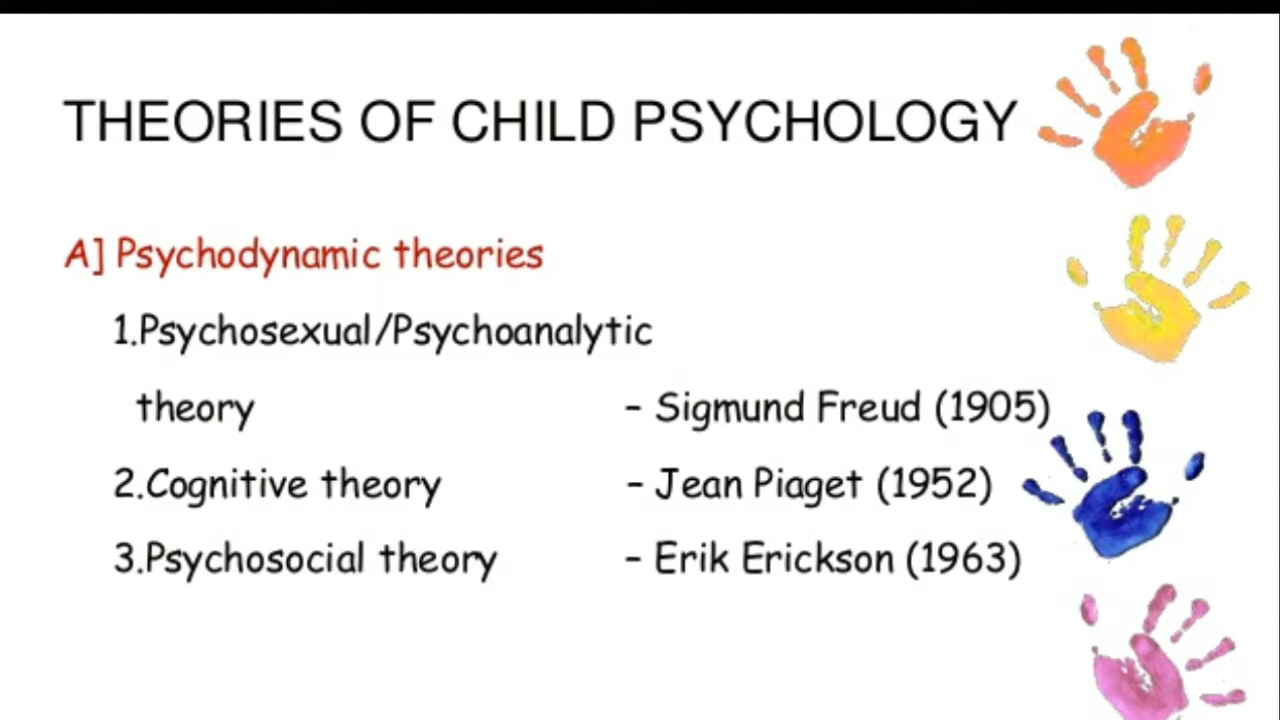 THEORIES OF CHILD PSYCHOLOGY
A] Psychodynamic theories
1.Psychosexual/Psychoanalytic
theory – Sigmund Freud (1905)
2.Cognitive theory – Jean Piaget (1952)
3.Psychosocial theory – Erik Erickson (1963)